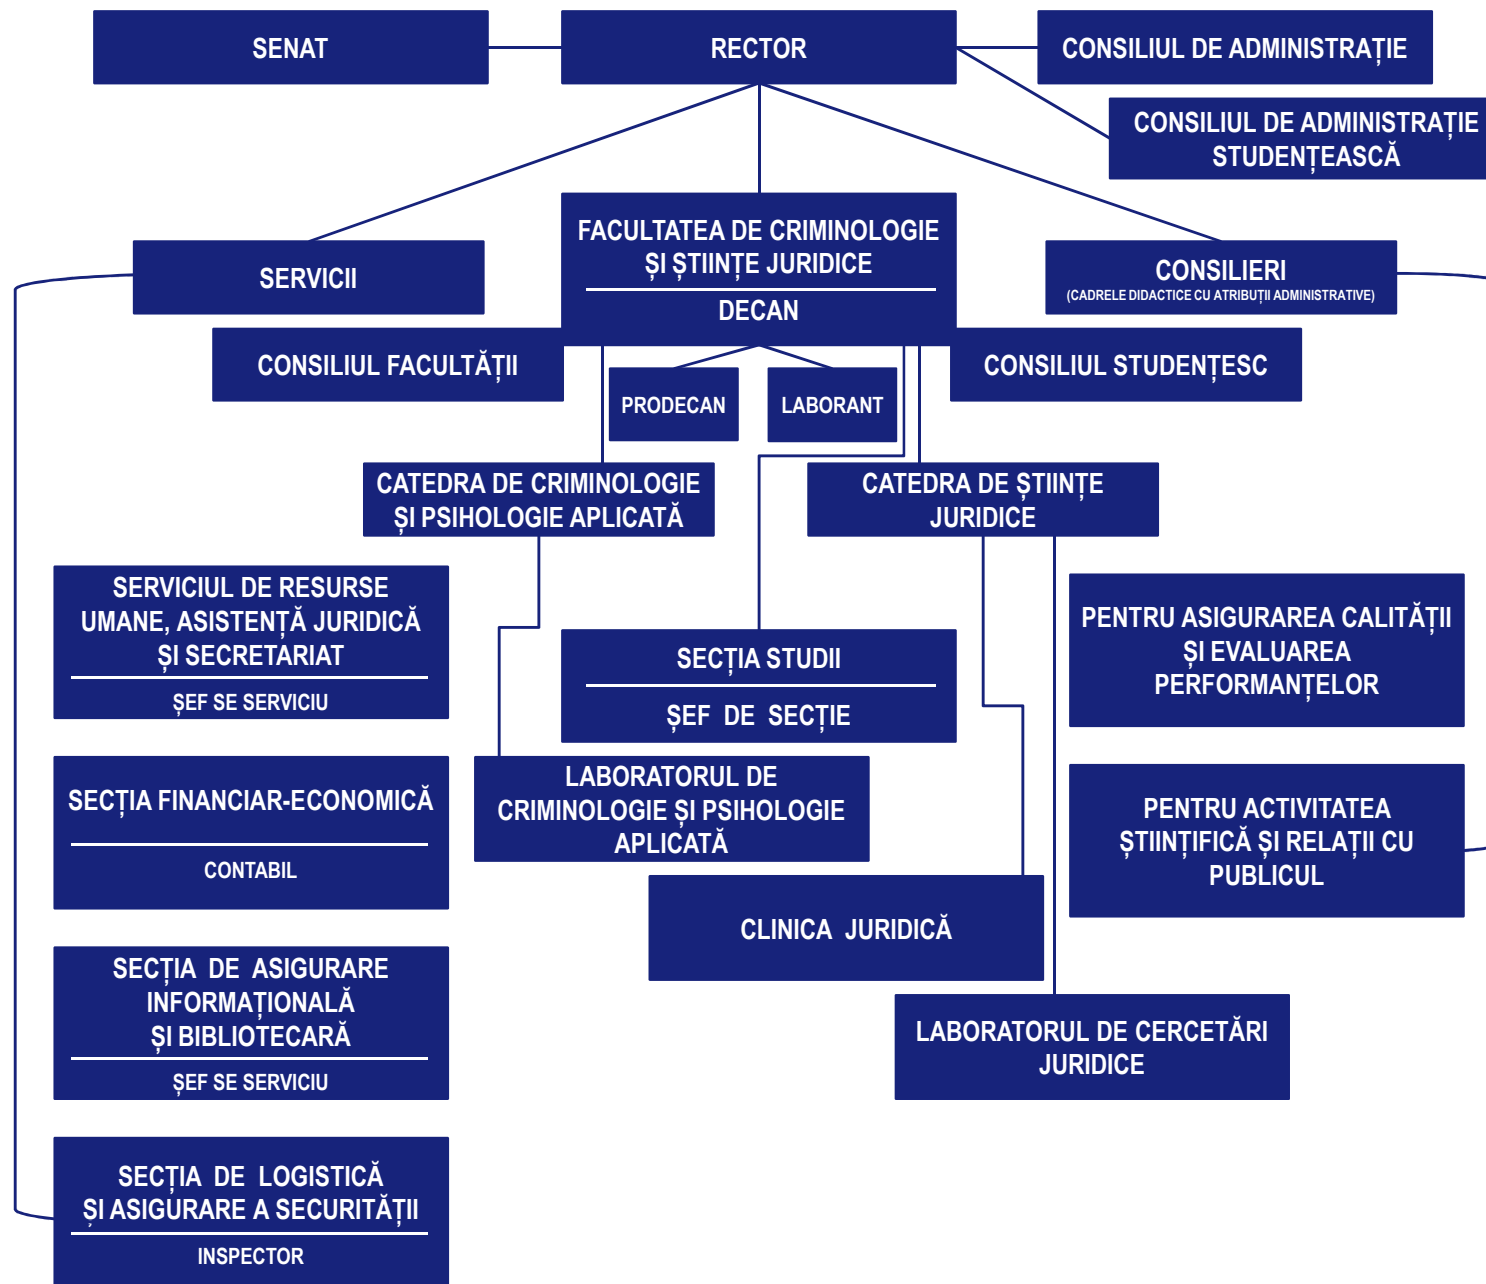 SENAT
RECTOR
CONSILIUL DE ADMINISTRAȚIE
CONSILIUL DE ADMINISTRAȚIE
STUDENȚEASCĂ
FACULTATEA DE CRIMINOLOGIE
ȘI ȘTIINȚE JURIDICE
DECAN
SERVICII
CONSILIERI
(CADRELE DIDACTICE CU ATRIBUȚII ADMINISTRATIVE)
CONSILIUL FACULTĂȚII
CONSILIUL STUDENȚESC
PRODECAN
LABORANT
CATEDRA DE CRIMINOLOGIE
ȘI PSIHOLOGIE APLICATĂ
CATEDRA DE ȘTIINȚE
JURIDICE
SERVICIUL DE RESURSE
UMANE, ASISTENȚĂ JURIDICĂ
ȘI SECRETARIAT
ȘEF SE SERVICIU
SECȚIA STUDII
ȘEF DE SECȚIE
PENTRU ASIGURAREA CALITĂȚII
ȘI EVALUAREA
PERFORMANȚELOR
SECȚIA FINANCIAR-ECONOMICĂ
CONTABIL
LABORATORUL DE
CRIMINOLOGIE ȘI PSIHOLOGIE
APLICATĂ
PENTRU ACTIVITATEA
ȘTIINȚIFICĂ ȘI RELAȚII CU
PUBLICUL
CLINICA JURIDICĂ
SECȚIA DE ASIGURARE
INFORMAȚIONALĂ
ȘI BIBLIOTECARĂ
ȘEF SE SERVICIU
LABORATORUL DE CERCETĂRI
JURIDICE
SECȚIA DE LOGISTICĂ
ȘI ASIGURARE A SECURITĂȚII
INSPECTOR